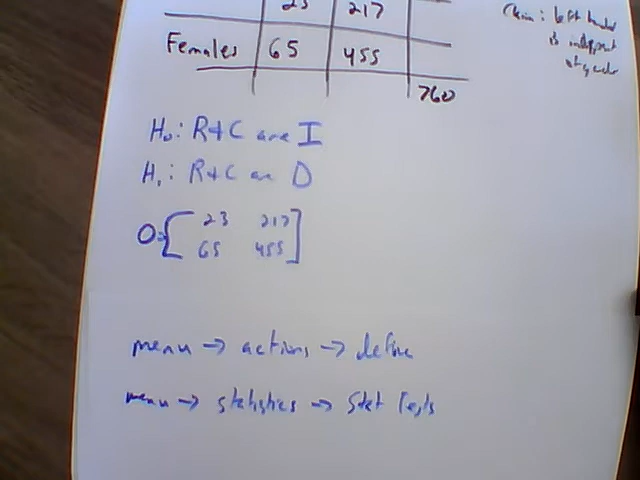 23 217
Claim: left handed
is independent
of gender
Females 65 455
760
H0: R+C are I
H1: R+C are D
O= [ 23 217
65 455 ]
menu → actions → define
menu → statistics → Stat Tests